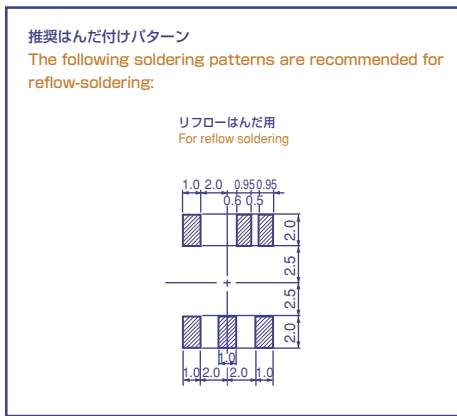 推奨はんだ付けパターン
The following soldering patterns are recommended for
reflow-soldering:
リフローはんだ用
For reflow soldering
1.0 2.0 0.95 0.95
0.6 0.5
2.0
2.5
2.5
2.0
1.0
1.0 2.0 2.0 1.0